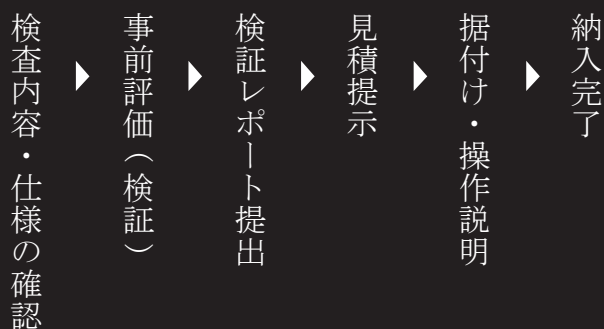 検査内容・仕様の確認
事前評価(検証)
検証レポート提出
見積提示
据付け・操作説明
納入完了